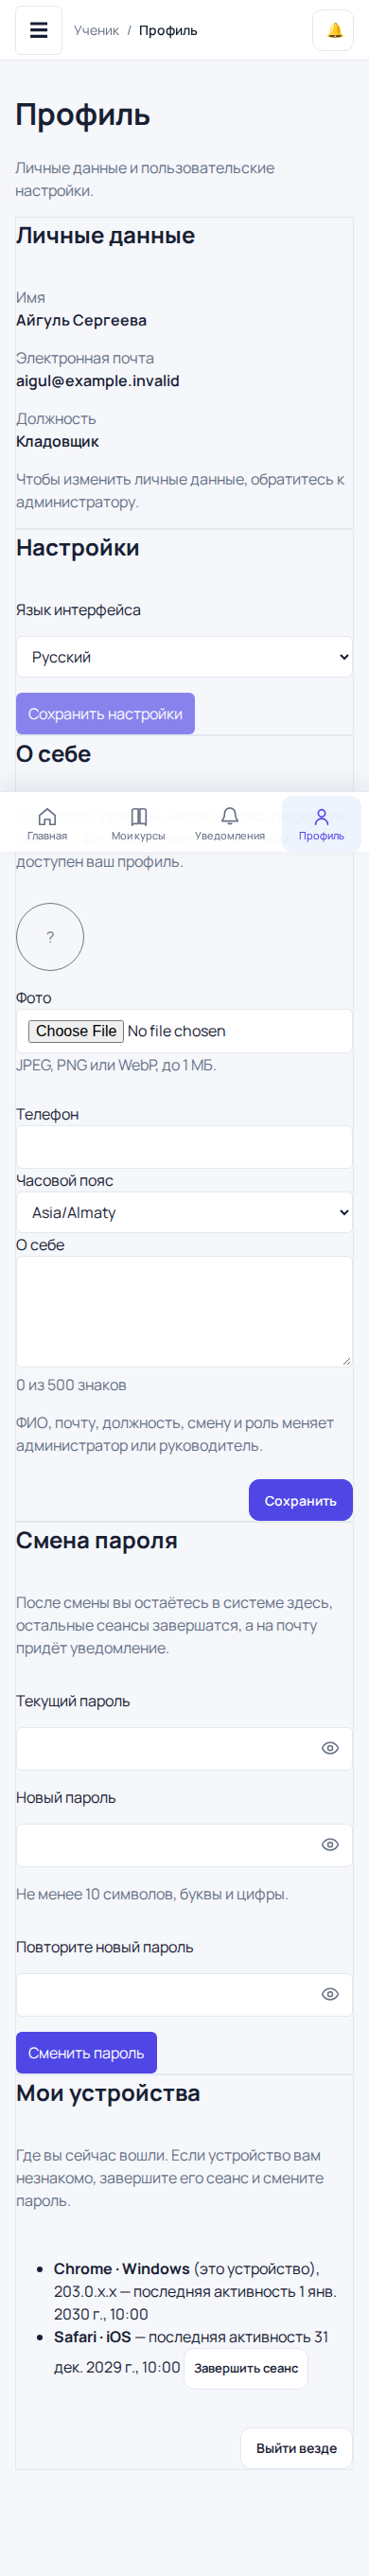 Ученик / Профиль
Профиль
Личные данные и пользовательские
настройки.
Личные данные
Имя
Айгуль Сергеева
Электронная почта
aigul@example.invalid
Должность
Кладовщик
Чтобы изменить личные данные, обратитесь к
администратору.
Настройки
Язык интерфейса
Русский
Сохранить настройки
О себе
Главная
Мои курсы
Уведомления
Профиль
доступен ваш профиль.
?
Фото
Choose File No file chosen
JPEG, PNG или WebP, до 1 МБ.
Телефон
Часовой пояс
Asia/Almaty
О себе
0 из 500 знаков
ФИО, почту, должность, смену и роль меняет
администратор или руководитель.
Сохранить
Смена пароля
После смены вы остаётесь в системе здесь,
остальные сеансы завершатся, а на почту
придёт уведомление.
Текущий пароль
Новый пароль
Не менее 10 символов, буквы и цифры.
Повторите новый пароль
Сменить пароль
Мои устройства
Где вы сейчас вошли. Если устройство вам
незнакомо, завершите его сеанс и смените
пароль.
Chrome · Windows (это устройство),
203.0.x.x — последняя активность 1 янв.
2030 г., 10:00
Safari · iOS — последняя активность 31
дек. 2029 г., 10:00 Завершить сеанс
Выйти везде